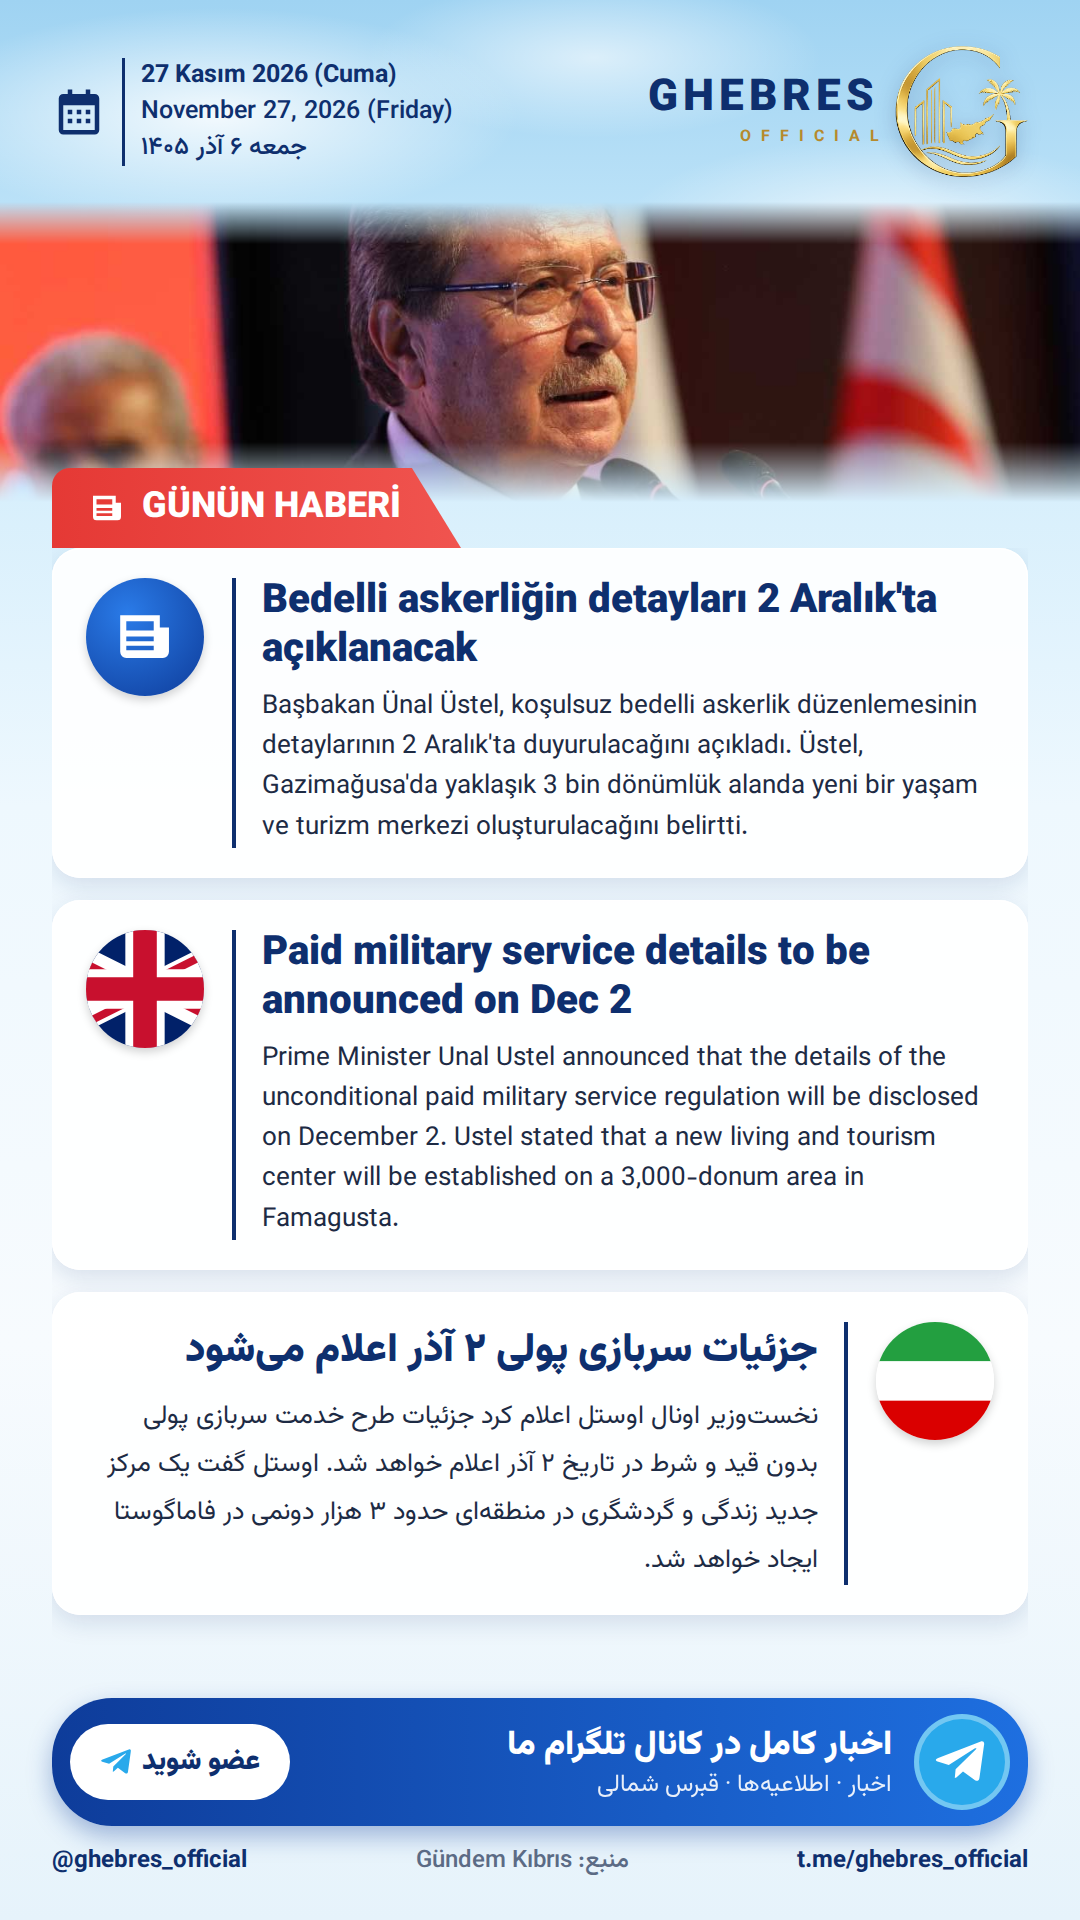 27 Kasım 2026 (Cuma)
November 27, 2026 (Friday)
جمعه ۶ آذر ۱۴۰۵
GHEBRES
OFFICIAL
GÜNÜN HABERİ
Bedelli askerliğin detayları 2 Aralık'ta
açıklanacak
Başbakan Ünal Üstel, koşulsuz bedelli askerlik düzenlemesinin
detaylarının 2 Aralık'ta duyurulacağını açıkladı. Üstel,
Gazimağusa'da yaklaşık 3 bin dönümlük alanda yeni bir yaşam
ve turizm merkezi oluşturulacağını belirtti.
Paid military service details to be
announced on Dec 2
Prime Minister Unal Ustel announced that the details of the
unconditional paid military service regulation will be disclosed
on December 2. Ustel stated that a new living and tourism
center will be established on a 3,000-donum area in
Famagusta.
جزئیات سربازی پولی ۲ آذر اعلام می‌شود
نخست‌وزیر اونال اوستل اعلام کرد جزئیات طرح خدمت سربازی پولی
بدون قید و شرط در تاریخ ۲ آذر اعلام خواهد شد. اوستل گفت یک مرکز
جدید زندگی و گردشگری در منطقه‌ای حدود ۳ هزار دونمی در فاماگوستا
ایجاد خواهد شد.
اخبار کامل در کانال تلگرام ما
اخبار · اطلاعیه‌ها · قبرس شمالی
عضو شوید
@ghebres_official
منبع: Gündem Kıbrıs
t.me/ghebres_official